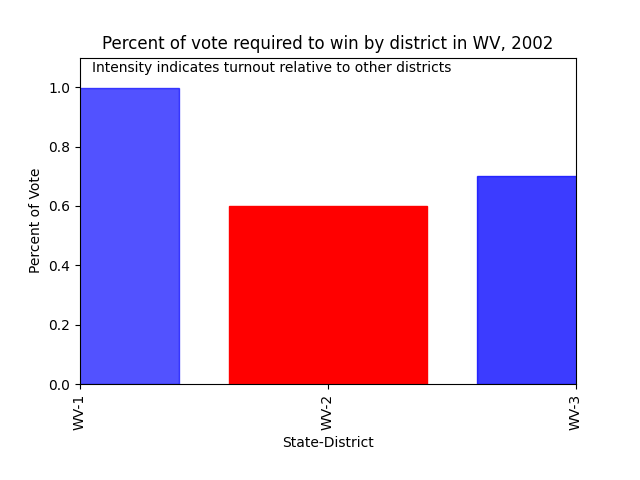 Percent of vote required to win by district in WV, 2002
Intensity indicates turnout relative to other districts
1.0
0.8
0.6
0.4
0.2
0.0
Percent of Vote
WV-1
WV-2
WV-3
State-District